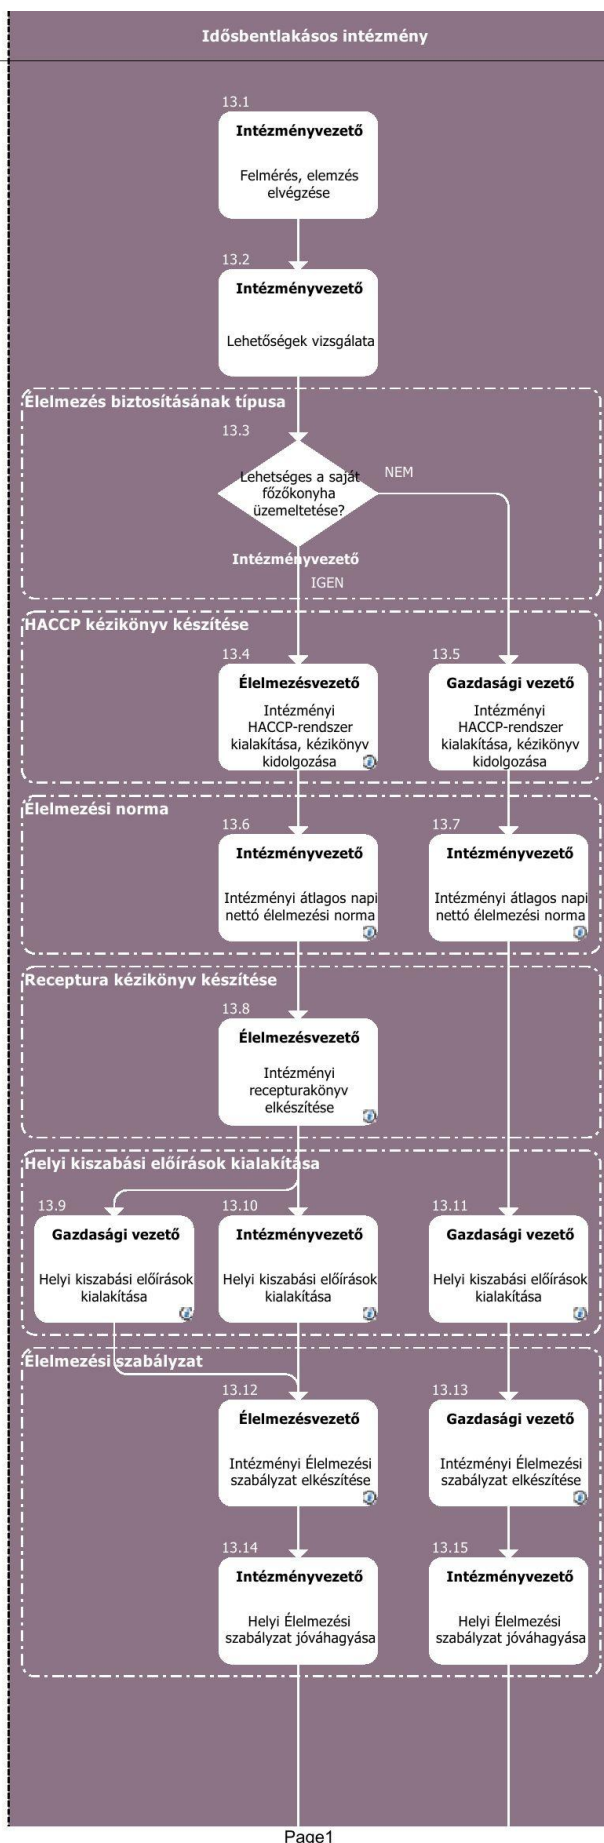 Idősbentlakásos intézmény
13.1
Intézményvezető
Felmérés, elemzés
elvégzése
13.2
Intézményvezető
Lehetőségek vizsgálata
Élelmezés biztosításának típusa
13.3
Lehetséges a saját
főzőkonyha
üzemeltetése?
NEM
Intézményvezető
IGEN
HACCP kézikönyv készítése
13.4
Élelmezésvezető
Intézményi
HACCP-rendszer
kialakítása, kézikönyv
kidolgozása
13.5
Gazdasági vezető
Intézményi
HACCP-rendszer
kialakítása, kézikönyv
kidolgozása
Élelmezési norma
13.6
Intézményvezető
Intézményi átlagos napi
nettó élelmezési norma
13.7
Intézményvezető
Intézményi átlagos napi
nettó élelmezési norma
Receptura kézikönyv készítése
13.8
Élelmezésvezető
Intézményi
recepturakönyv
elkészítése
Helyi kiszabási előírások kialakítása
13.9
Gazdasági vezető
Helyi kiszabási előírások
kialakítása
13.10
Intézményvezető
Helyi kiszabási előírások
kialakítása
13.11
Gazdasági vezető
Helyi kiszabási előírások
kialakítása
Élelmezési szabályzat
13.12
Élelmezésvezető
Intézményi Élelmezési
szabályzat elkészítése
13.13
Gazdasági vezető
Intézményi Élelmezési
szabályzat elkészítése
13.14
Intézményvezető
Helyi Élelmezési
szabályzat jóváhagyása
13.15
Intézményvezető
Helyi Élelmezési
szabályzat jóváhagyása
Page1